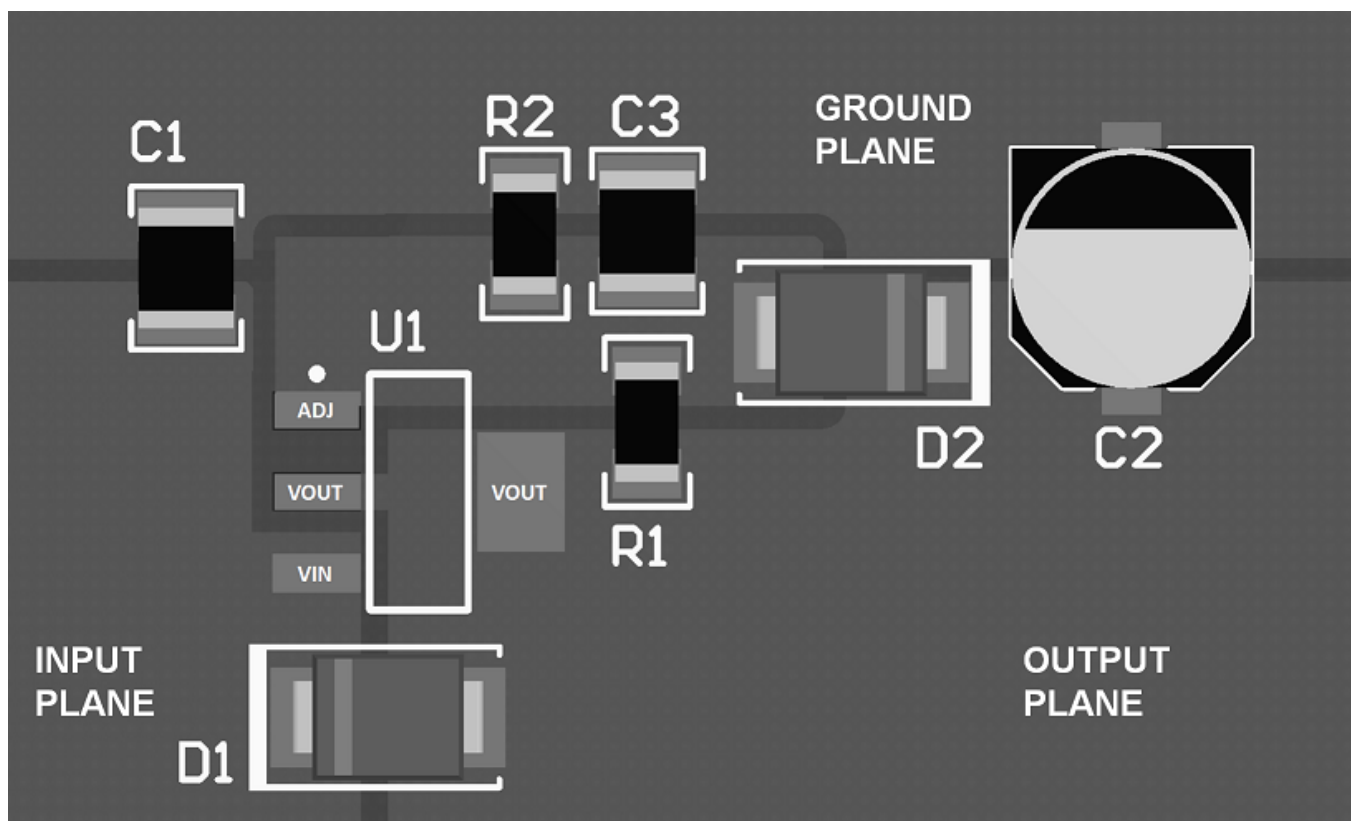 R2
C3
GROUND
PLANE
C1
U1
ADJ
D2
C2
VOUT
VOUT
R1
VIN
INPUT
PLANE
OUTPUT
PLANE
D1